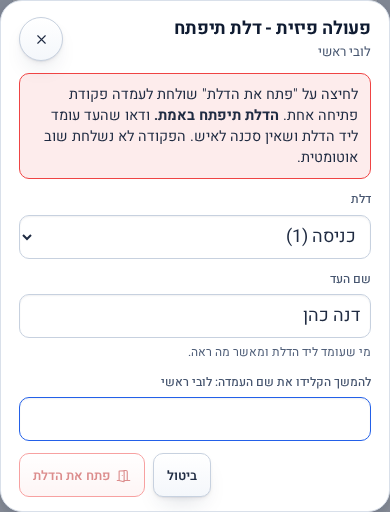 פעולה פיזית - דלת תיפתח
לובי ראשי
לחיצה על "פתח את הדלת" שולחת לעמדה פקודת
פתיחה אחת. הדלת תיפתח באמת. ודאו שהעד עומד
ליד הדלת ושאין סכנה לאיש. הפקודה לא נשלחת שוב
אוטומטית.
דלת
כניסה (1)
שם העד
דנה כהן
מי שעומד ליד הדלת ומאשר מה ראה.
להמשך הקלידו את שם העמדה: לובי ראשי
ביטול
פתח את הדלת